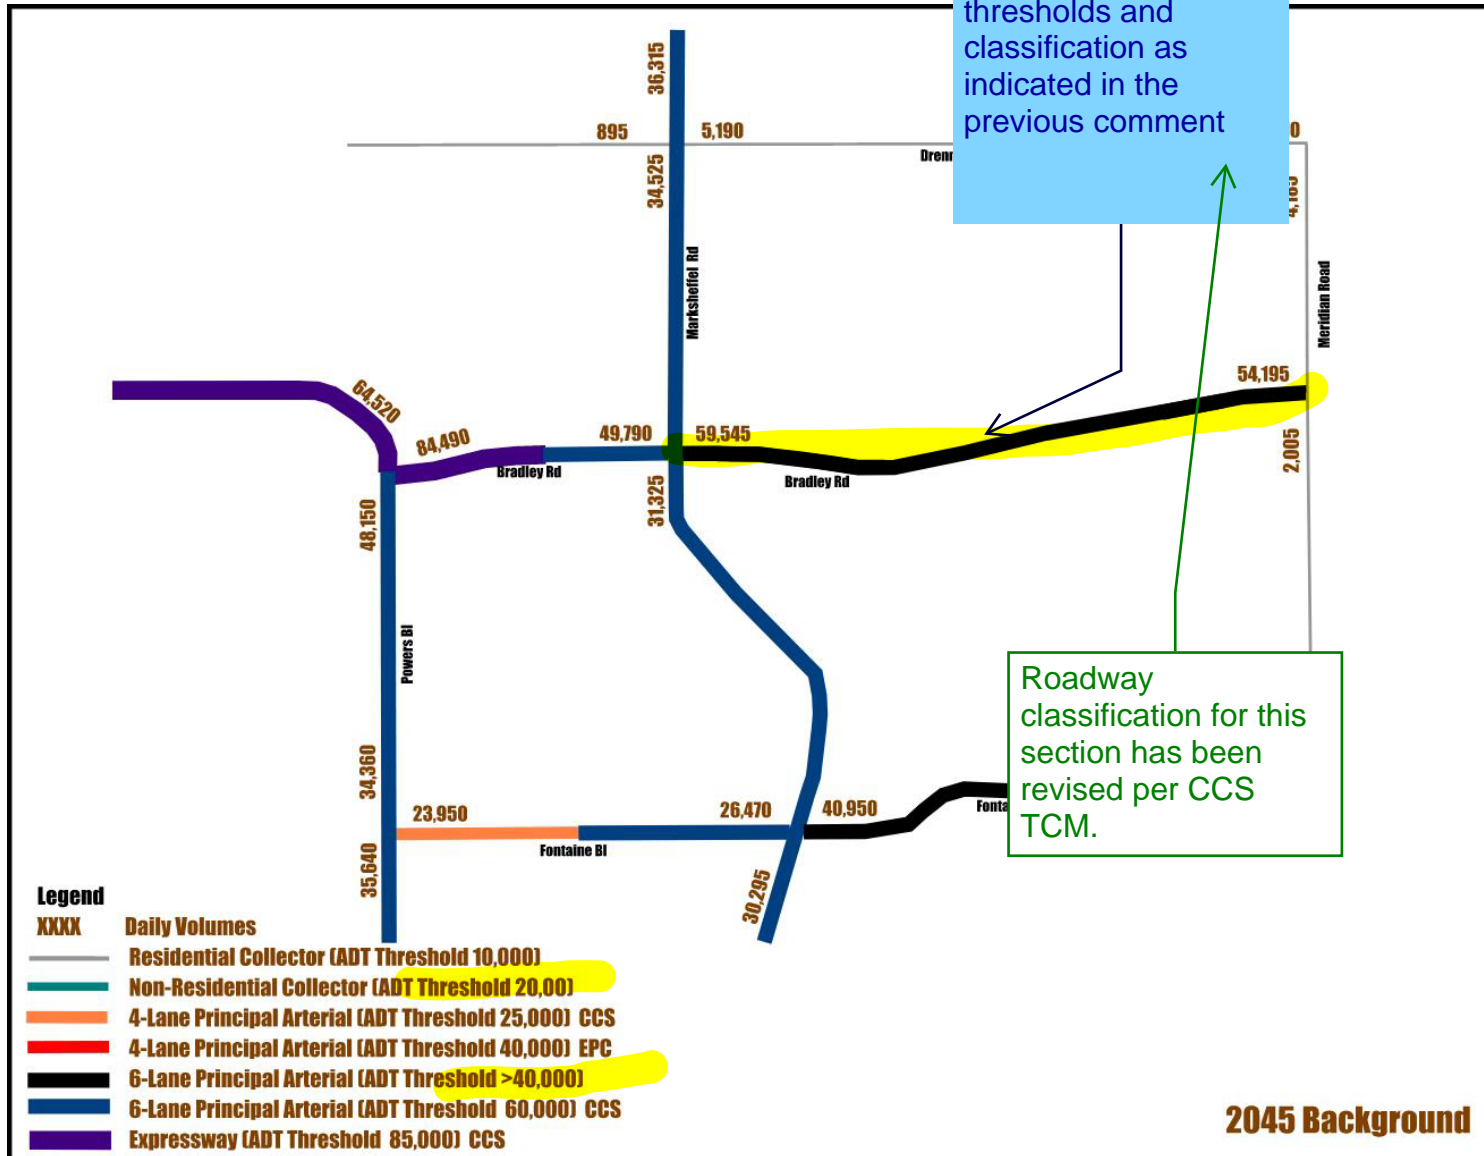 thresholds and
classification as
indicated in the
previous comment
36,315
895
5,190
34,525
Marksheffel Rd
Meridian Road
64,520
84,490
49,790
59,545
54,195
Bradley Rd
Bradley Rd
2,005
31,325
48,150
Powers Bl
Roadway
classification for this
section has been
revised per CCS
TCM.
34,360
23,950
26,470
40,950
Fontaine Bl
35,640
30,295
Legend
XXXX Daily Volumes
Residential Collector (ADT Threshold 10,000)
Non-Residential Collector (ADT Threshold 20,00)
4-Lane Principal Arterial (ADT Threshold 25,000) CCS
4-Lane Principal Arterial (ADT Threshold 40,000) EPC
6-Lane Principal Arterial (ADT Threshold >40,000)
6-Lane Principal Arterial (ADT Threshold 60,000) CCS
Expressway (ADT Threshold 85,000) CCS
2045 Background